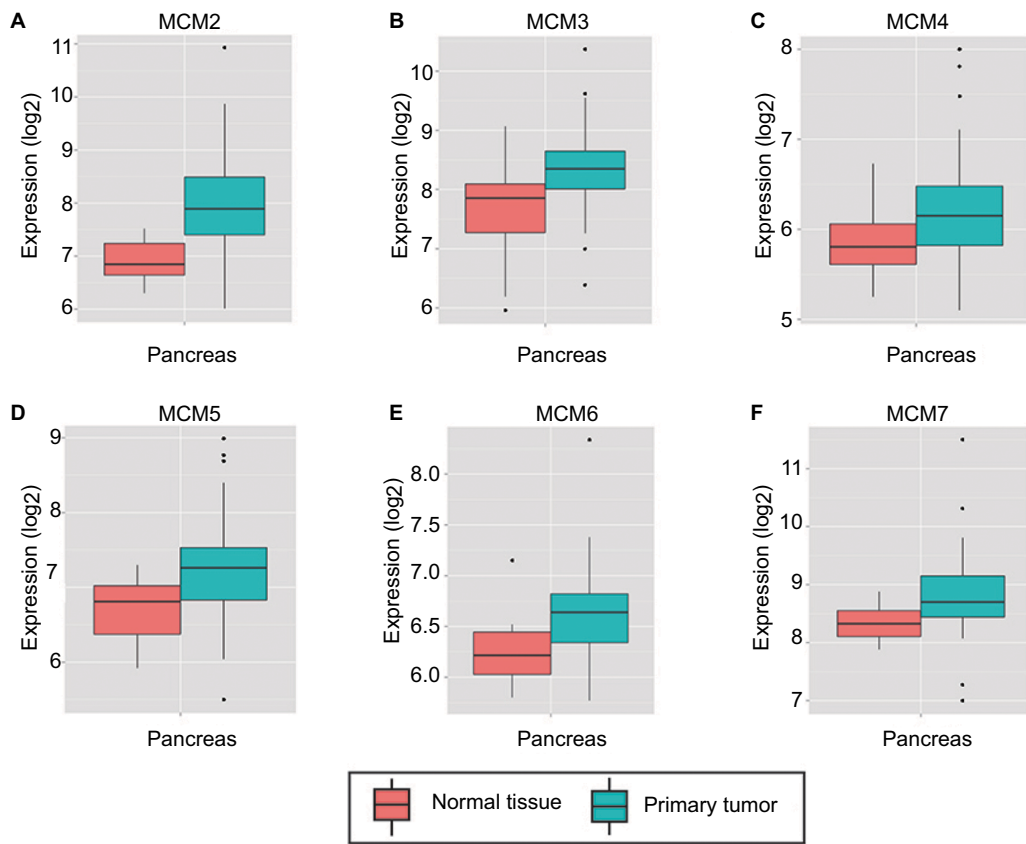 A MCM2
11
10
9
8
7
6
Expression (log2)
Pancreas
B MCM3
10
9
8
7
6
Expression (log2)
Pancreas
C MCM4
8
7
6
5
Expression (log2)
Pancreas
D MCM5
9
8
7
6
Expression (log2)
Pancreas
E MCM6
8.0
7.5
7.0
6.5
6.0
Expression (log2)
Pancreas
F MCM7
11
10
9
8
7
Expression (log2)
Pancreas
Normal tissue Primary tumor